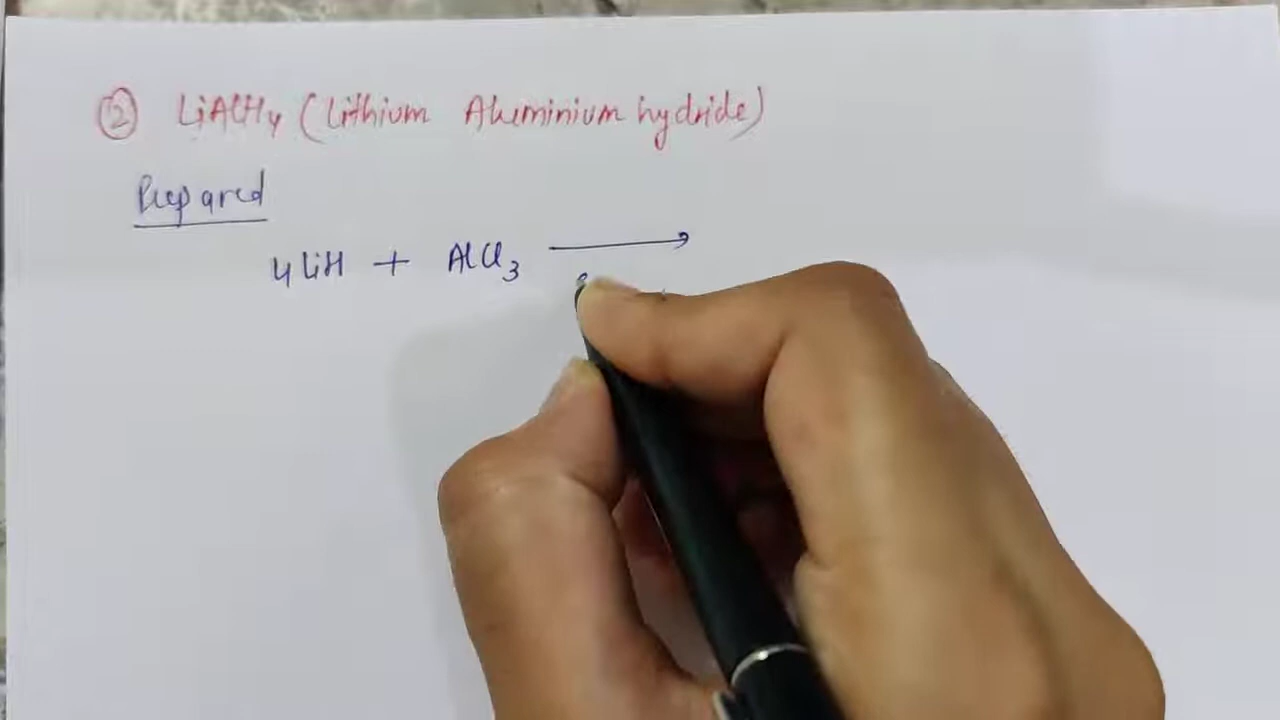 ② LiAlH4 (Lithium Aluminium hydride)
Prepared
4LiH + AlCl3 ⟶